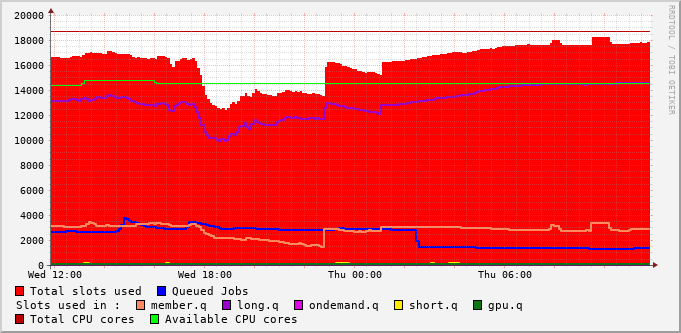 20000
18000
16000
14000
12000
10000
8000
6000
4000
2000
0
Wed 12:00 Wed 18:00 Thu 00:00 Thu 06:00
Total slots used Queued Jobs
Slots used in : member.q long.q ondemand.q short.q gpu.q
Total CPU cores Available CPU cores
RRDTOOL / TOBI OETIKER